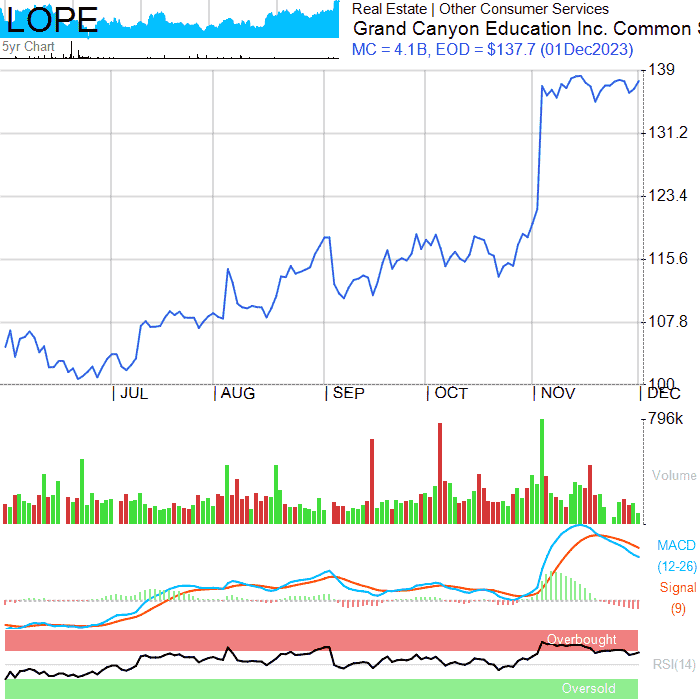 LOPE
5yr Chart
Real Estate | Other Consumer Services
Grand Canyon Education Inc. Common S
MC = 4.1B, EOD = $137.7 (01Dec2023)
139
131.2
123.4
115.6
107.8
100
JUL AUG SEP OCT NOV DEC
796k
Volume
MACD
(12-26)
Signal
(9)
Overbought
RSI(14)
Oversold